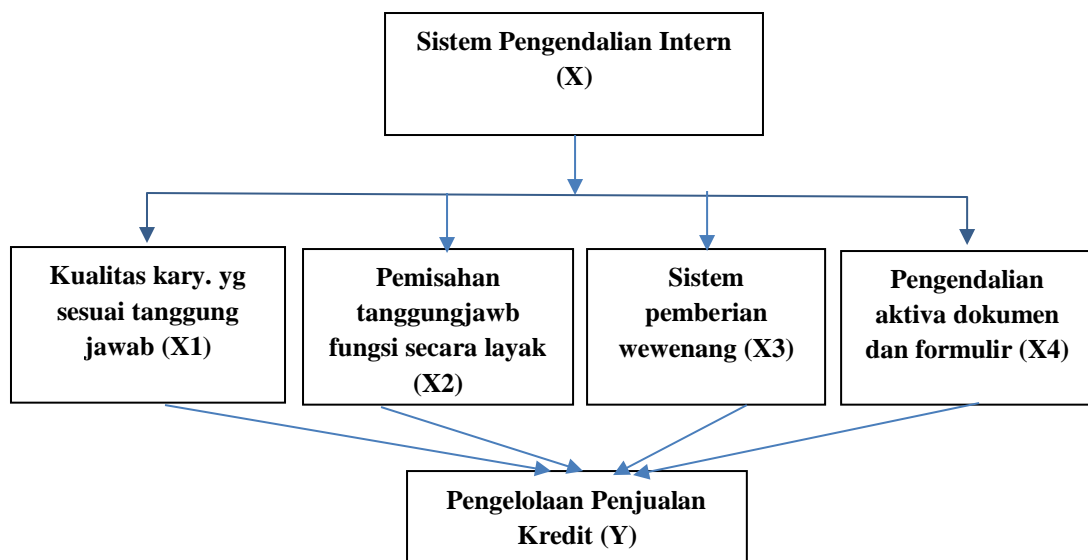 Sistem Pengendalian Intern
(X)
Kualitas kary. yg
sesuai tanggung
jawab (X1)
Pemisahan
tanggungjawb
fungsi secara layak
(X2)
Sistem
pemberian
wewenang (X3)
Pengendalian
aktiva dokumen
dan formulir (X4)
Pengelolaan Penjualan
Kredit (Y)